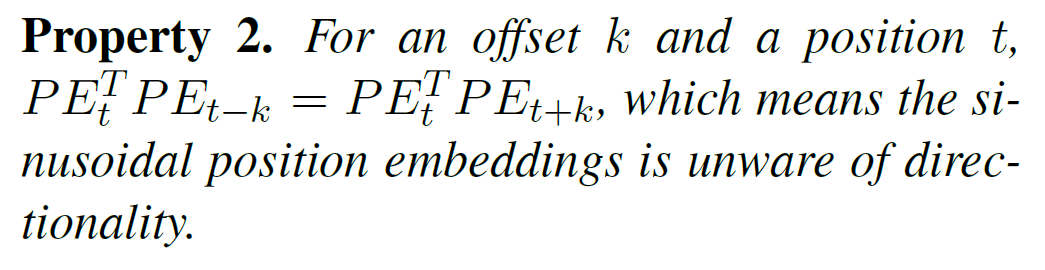 Property 2. For an offset k and a position t,
$PE_t^T PE_{t-k} = PE_t^T PE_{t+k}$, which means the si-
nusoidal position embeddings is unware of direc-
tionality.